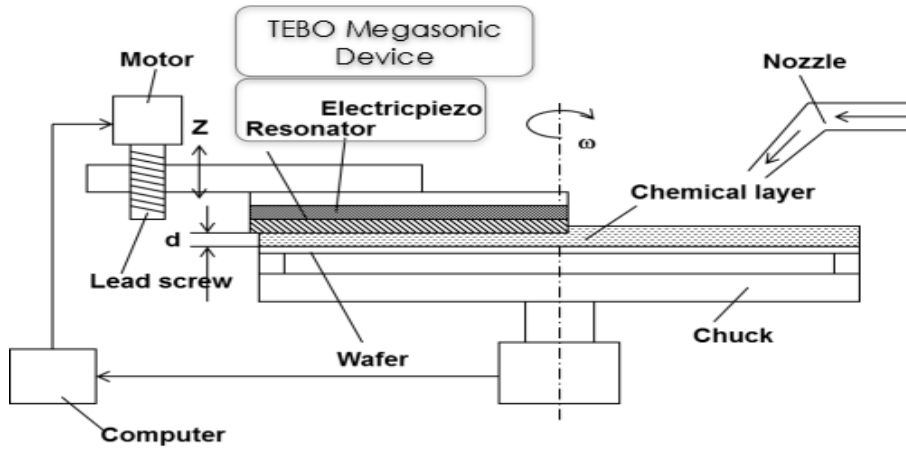 TEBO Megasonic
Device
Motor
Nozzle
Electricpiezo
Resonator
Z
ω
Chemical layer
d
Lead screw
Chuck
Wafer
Computer